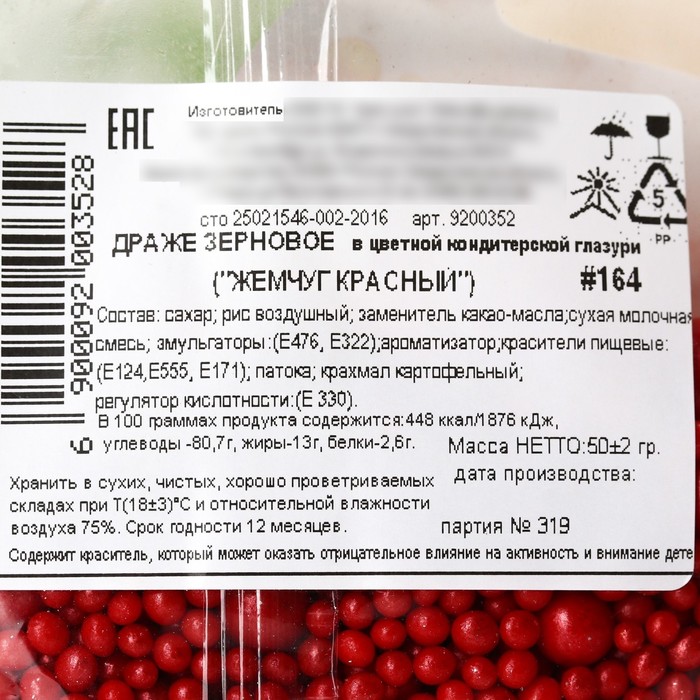 EAC
Изготовитель
сто 25021546-002-2016 арт. 9200352
ДРАЖЕ ЗЕРНОВОЕ в цветной кондитерской глазури
("ЖЕМЧУГ КРАСНЫЙ") #164
Состав: сахар; рис воздушный; заменитель какао-масла;сухая молочная
смесь; эмульгаторы:(Е476, Е322);ароматизатор;красители пищевые:
(Е124,Е555, Е171); патока; крахмал картофельный;
регулятор кислотности:(Е 330).
В 100 граммах продукта содержится:448 ккал/1876 кДж,
углеводы -80,7г, жиры-13г, белки-2,6г.
Масса НЕТТО:50±2 гр.
дата производства:
Хранить в сухих, чистых, хорошо проветриваемых
складах при Т(18±3)°С и относительной влажности
воздуха 75%. Срок годности 12 месяцев.
партия № 319
Содержит краситель, который может оказать отрицательное влияние на активность и внимание дете
5
PP
6 900092 003528